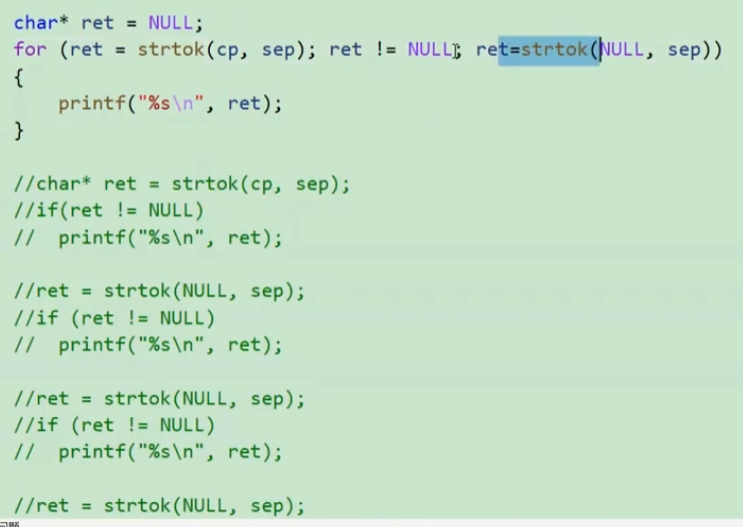 char* ret = NULL;
for (ret = strtok(cp, sep); ret != NULL; ret=strtok(NULL, sep))
{
    printf("%s\n", ret);
}
//char* ret = strtok(cp, sep);
//if(ret != NULL)
//  printf("%s\n", ret);
//ret = strtok(NULL, sep);
//if (ret != NULL)
//  printf("%s\n", ret);
//ret = strtok(NULL, sep);
//if (ret != NULL)
//  printf("%s\n", ret);
//ret = strtok(NULL, sep);